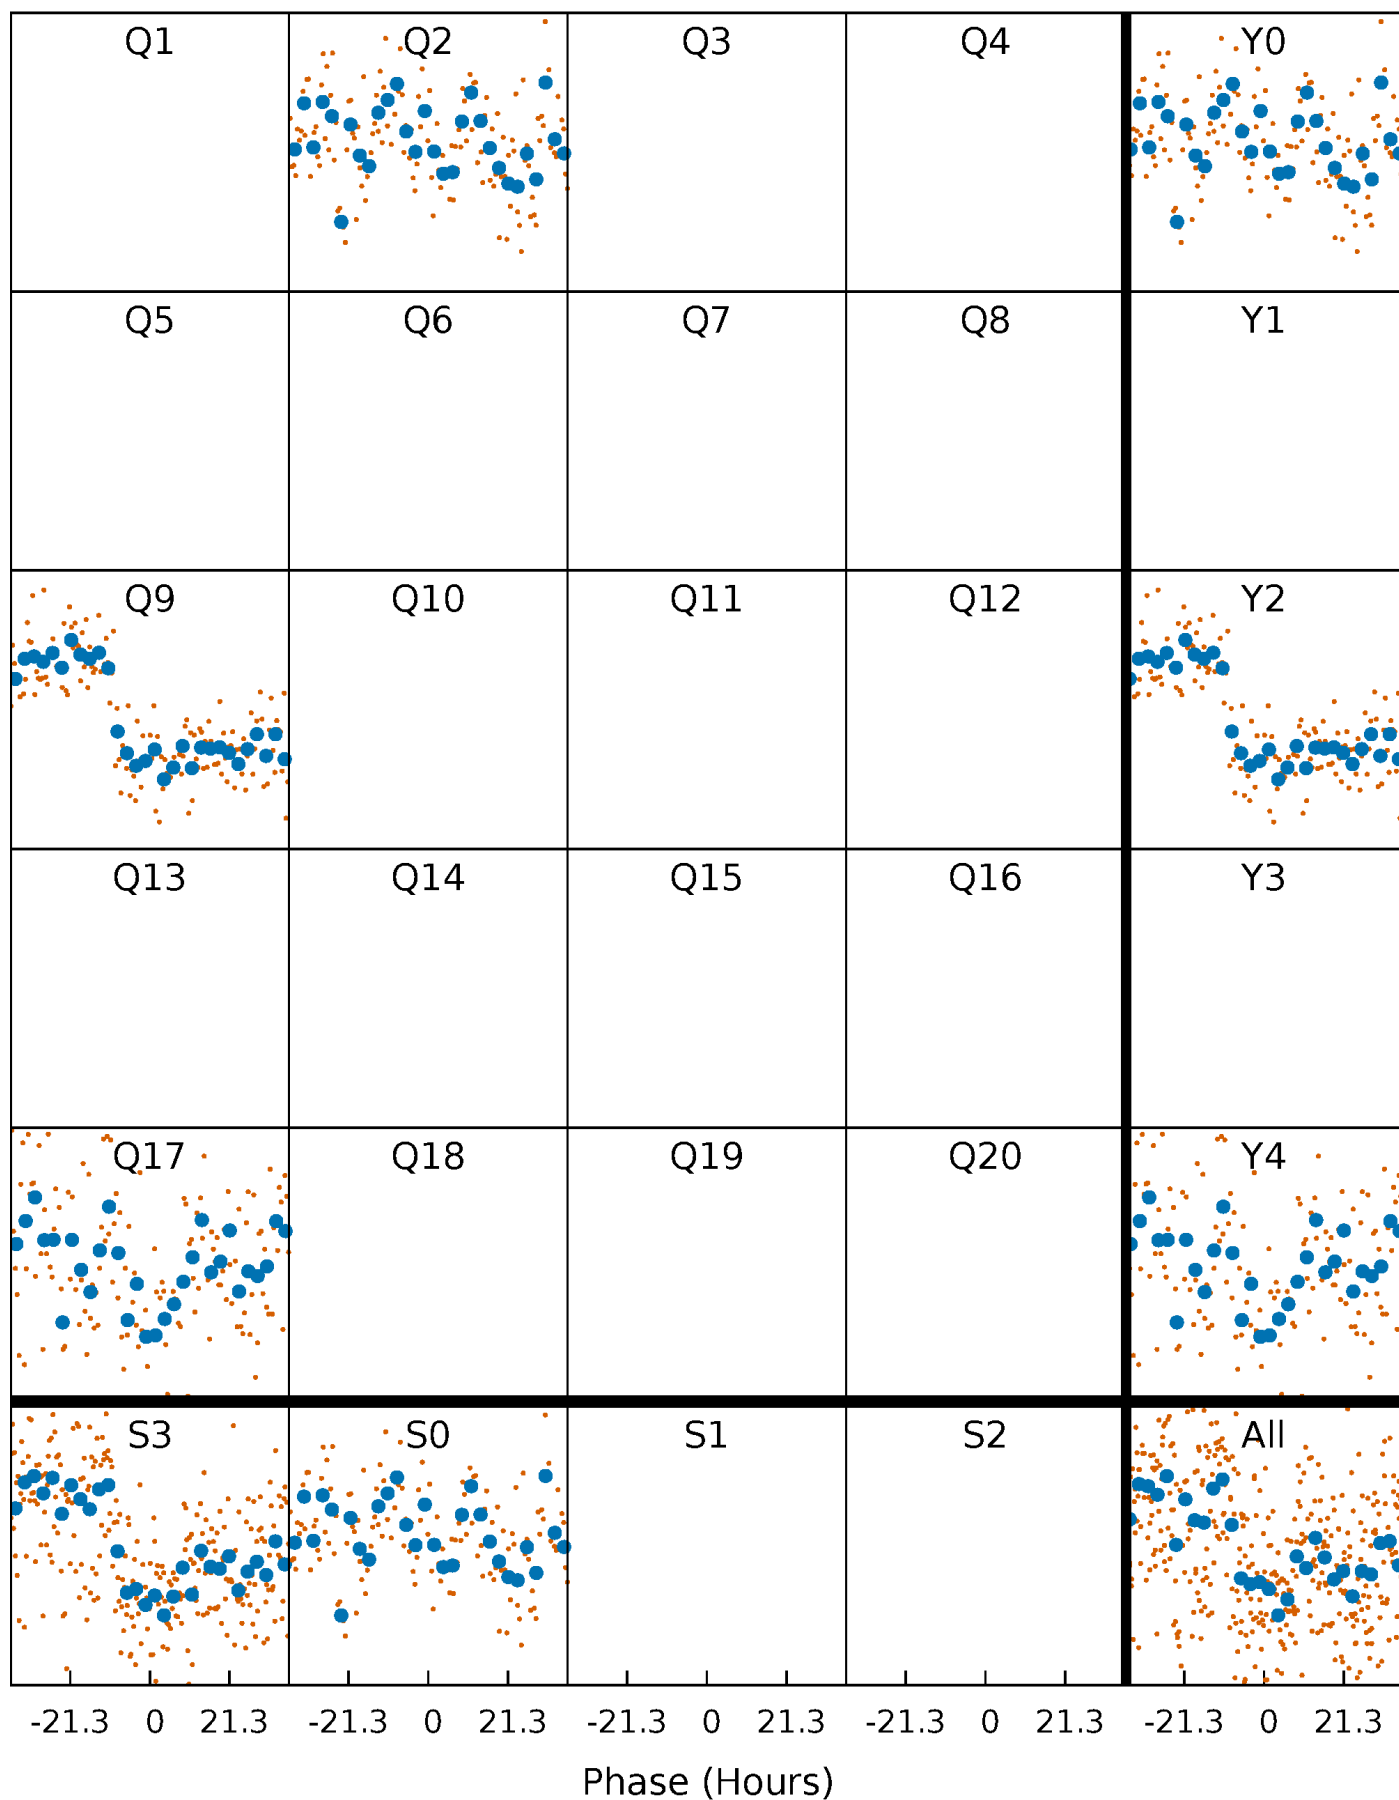 Q1 Q2 Q3 Q4 Y0
Q5 Q6 Q7 Q8 Y1
Q9 Q10 Q11 Q12 Y2
Q13 Q14 Q15 Q16 Y3
Q17 Q18 Q19 Q20 Y4
S3 S0 S1 S2 All
-21.3 0 21.3 -21.3 0 21.3 -21.3 0 21.3 -21.3 0 21.3 -21.3 0 21.3
Phase (Hours)